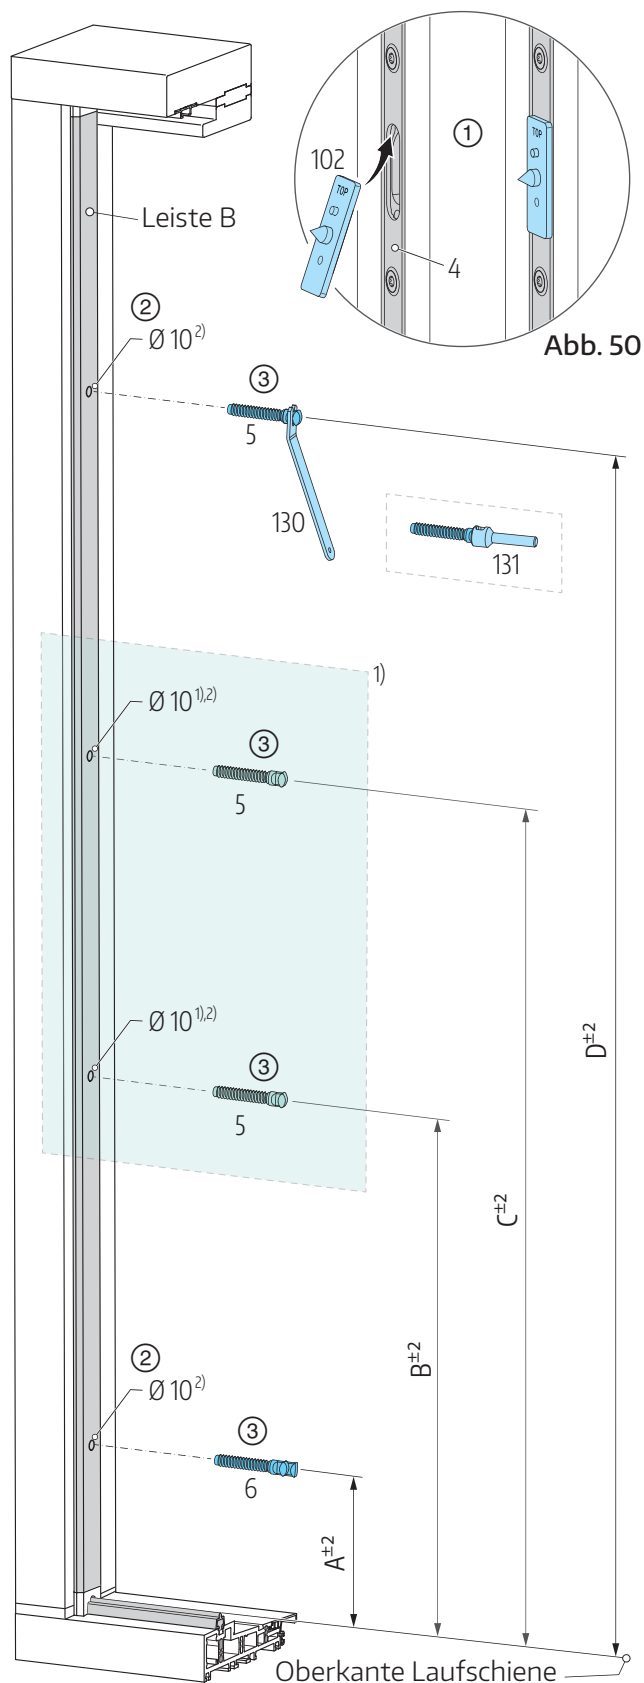 ①
102
TOP
TOP
4
Abb. 50
Leiste B
②
Ø 10²⁾
③
5
130
131
1)
Ø 10¹⁾,²⁾
③
5
Ø 10¹⁾,²⁾
③
5
D±2
C±2
B±2
②
Ø 10²⁾
③
6
A±2
Oberkante Laufschiene